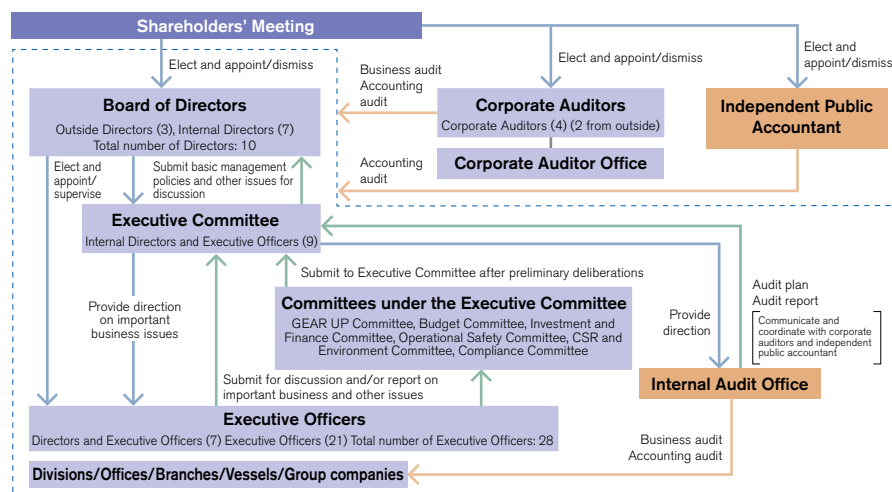 Shareholders' Meeting
Elect and appoint/dismiss
Elect and appoint/dismiss
Elect and
appoint/dismiss
Business audit
Accounting
audit
Board of Directors
Outside Directors (3), Internal Directors (7)
Total number of Directors: 10
Corporate Auditors
Corporate Auditors (4) (2 from outside)
Corporate Auditor Office
Independent Public
Accountant
Accounting
audit
Elect and
appoint/
supervise
Submit basic management
policies and other issues for
discussion
Executive Committee
Internal Directors and Executive Officers (9)
Submit to Executive Committee after preliminary deliberations
Provide direction
on important
business issues
Committees under the Executive Committee
GEAR UP Committee, Budget Committee, Investment and
Finance Committee, Operational Safety Committee, CSR and
Environment Committee, Compliance Committee
Provide
direction
Audit plan
Audit report
Communicate and
coordinate with corporate
auditors and independent
public accountant
Internal Audit Office
Submit for discussion and/or report on
important business and other issues
Executive Officers
Directors and Executive Officers (7) Executive Officers (21) Total number of Executive Officers: 28
Business audit
Accounting audit
Divisions/Offices/Branches/Vessels/Group companies